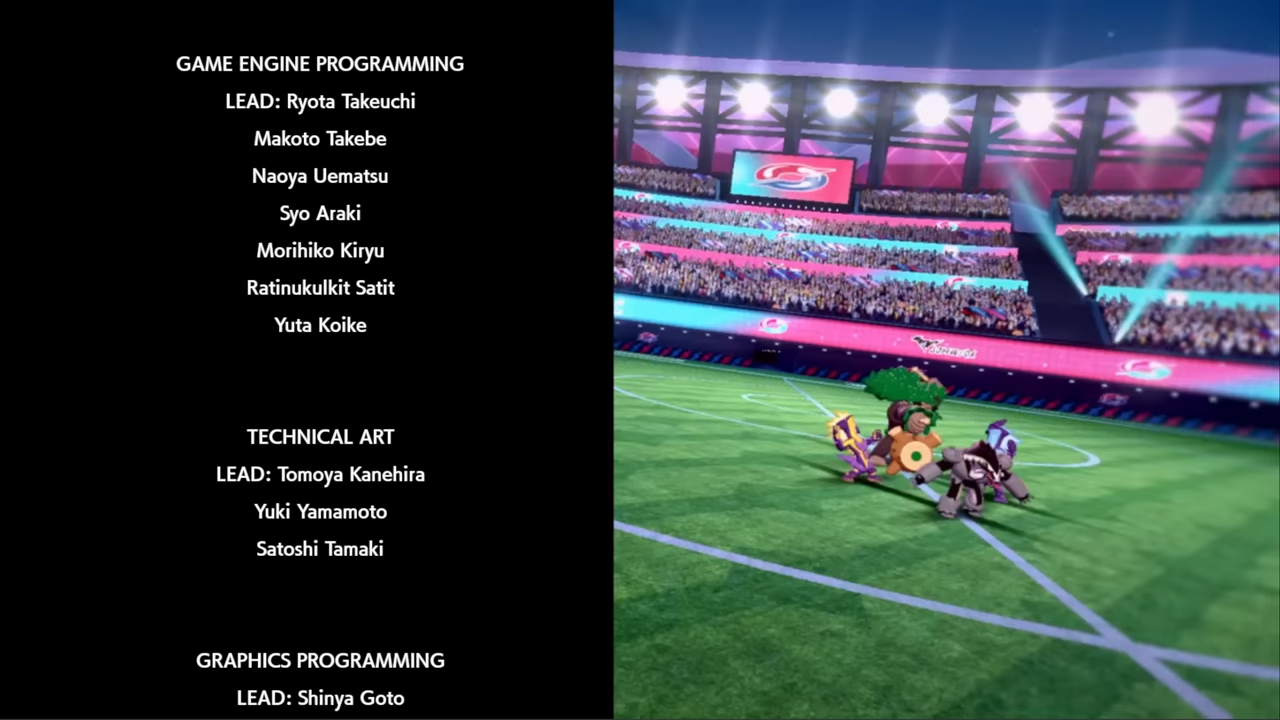 GAME ENGINE PROGRAMMING
LEAD: Ryota Takeuchi
Makoto Takebe
Naoya Uematsu
Syo Araki
Morihiko Kiryu
Ratinukulkit Satit
Yuta Koike
TECHNICAL ART
LEAD: Tomoya Kanehira
Yuki Yamamoto
Satoshi Tamaki
GRAPHICS PROGRAMMING
LEAD: Shinya Goto